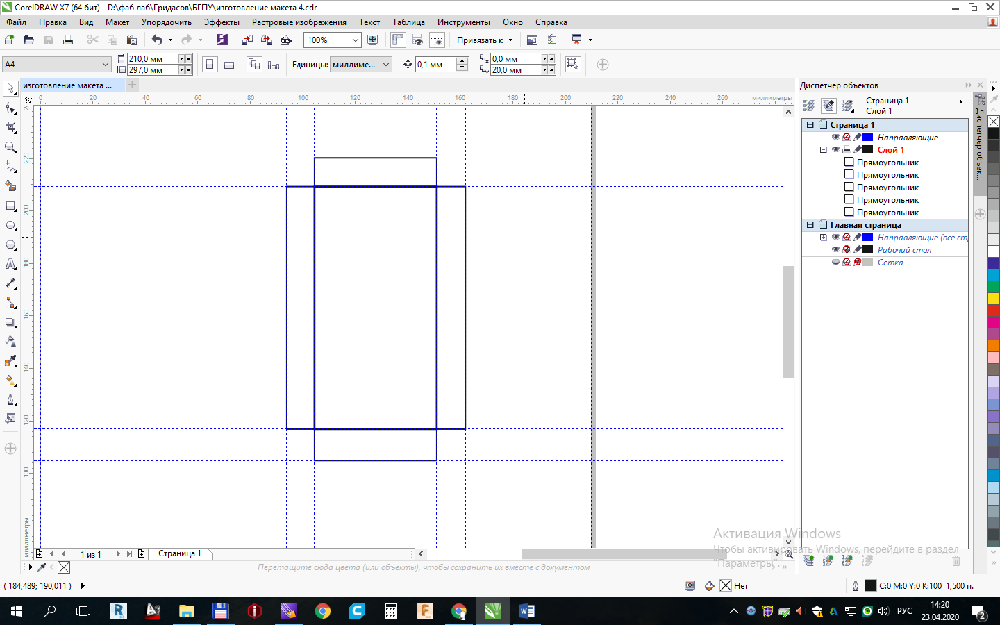 CorelDRAW X7 (64 бит) - D:\фаб лаб\Гридасов\БГПУ\изготовление макета 4.cdr
Файл Правка Вид Макет Упорядочить Эффекты Растровые изображения Текст Таблица Инструменты Окно Справка
100% Привязать к
A4 210,0 мм 297,0 мм Единицы: миллиме... 0,1 мм 0,0 мм 20,0 мм
изготовление макета ...
Диспетчер объектов
0 20 40 60 80 100 120 140 160 180 200 220 240 260 миллиметры
Страница 1
Слой 1
Страница 1
Направляющие
Слой 1
Прямоугольник
Прямоугольник
Прямоугольник
Прямоугольник
Прямоугольник
Главная страница
Направляющие (все стр
Рабочий стол
Сетка
Диспетчер объек...
220
200
180
160
140
120
100
миллиметры
Активация Windows
Чтобы активировать Windows, перейдите в раздел
"Параметры".
1 из 1 Страница 1
Перетащите сюда цвета (или объекты), чтобы сохранить их вместе с документом
( 184,489; 190,011 ) Нет C:0 M:0 Y:0 K:100 1,500 п.
РУС 14:20
23.04.2020
2